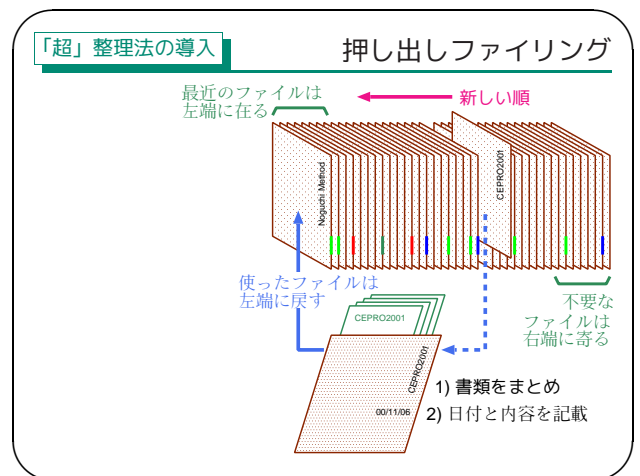 「超」整理法の導入
押し出しファイリング
最近のファイルは
左端に在る
新しい順
Noguchi Method
CEPRO2001
使ったファイルは
左端に戻す
不要な
ファイルは
右端に寄る
CEPRO2001
CEPRO2001
00/11/06
1) 書類をまとめ
2) 日付と内容を記載